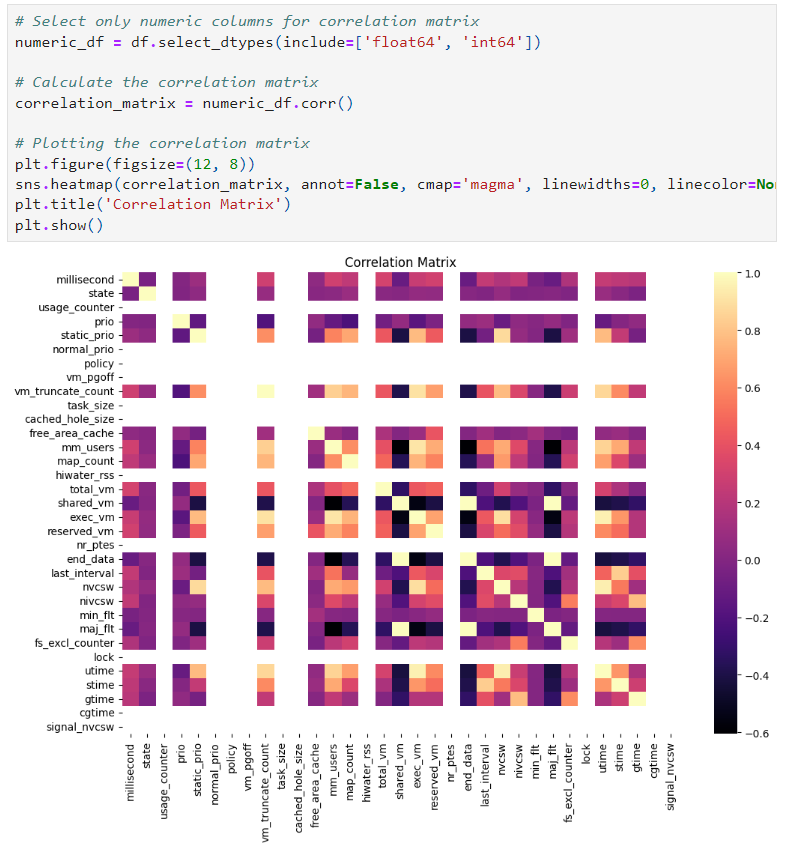 # Select only numeric columns for correlation matrix
numeric_df = df.select_dtypes(include=['float64', 'int64'])
# Calculate the correlation matrix
correlation_matrix = numeric_df.corr()
# Plotting the correlation matrix
plt.figure(figsize=(12, 8))
sns.heatmap(correlation_matrix, annot=False, cmap='magma', linewidths=0, linecolor=No
plt.title('Correlation Matrix')
plt.show()
Correlation Matrix
millisecond
state
usage_counter
prio
static_prio
normal_prio
policy
vm_pgoff
vm_truncate_count
task_size
cached_hole_size
free_area_cache
mm_users
map_count
hiwater_rss
total_vm
shared_vm
exec_vm
reserved_vm
nr_ptes
end_data
last_interval
nvcsw
nivcsw
min_flt
maj_flt
fs_excl_counter
lock
utime
stime
gtime
cgtime
signal_nvcsw
1.0
0.8
0.6
0.4
0.2
0.0
−0.2
−0.4
−0.6
millisecond
state
usage_counter
prio
static_prio
normal_prio
policy
vm_pgoff
vm_truncate_count
task_size
cached_hole_size
free_area_cache
mm_users
map_count
hiwater_rss
total_vm
shared_vm
exec_vm
reserved_vm
nr_ptes
end_data
last_interval
nvcsw
nivcsw
min_flt
maj_flt
fs_excl_counter
lock
utime
stime
gtime
cgtime
signal_nvcsw